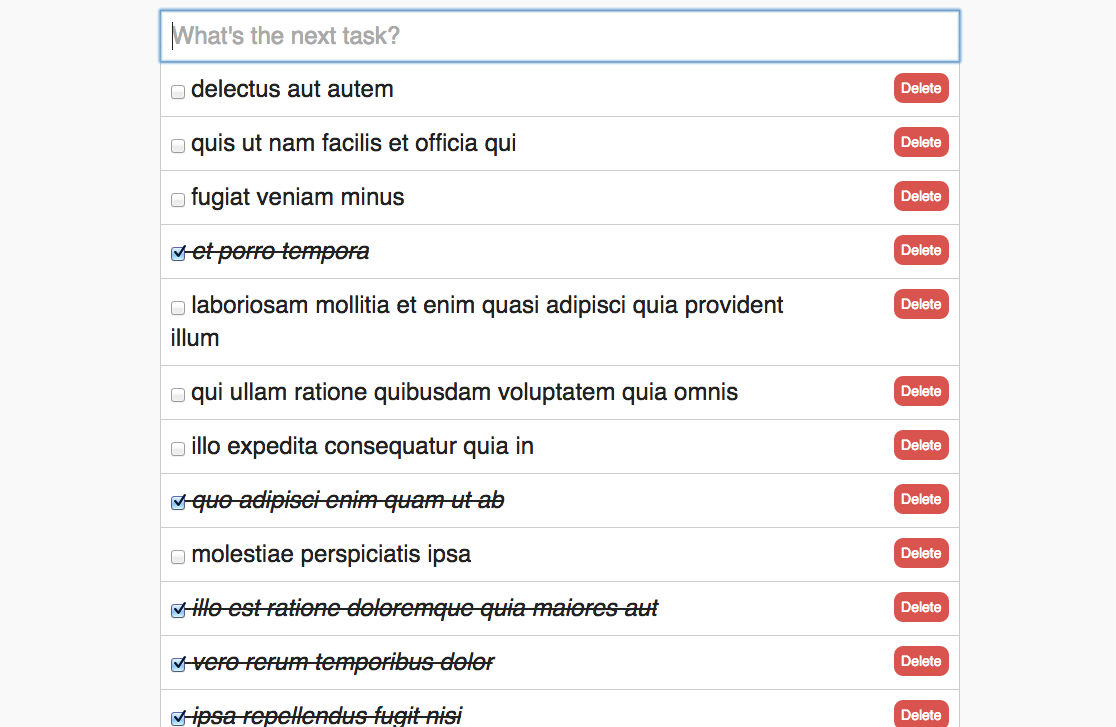 What's the next task?
delectus aut autem Delete
quis ut nam facilis et officia qui Delete
fugiat veniam minus Delete
et porro tempora Delete
laboriosam mollitia et enim quasi adipisci quia provident Delete
illum
qui ullam ratione quibusdam voluptatem quia omnis Delete
illo expedita consequatur quia in Delete
quo adipisci enim quam ut ab Delete
molestiae perspiciatis ipsa Delete
illo est ratione doloremque quia maiores aut Delete
vero rerum temporibus dolor Delete
ipsa repellendus fugit nisi Delete